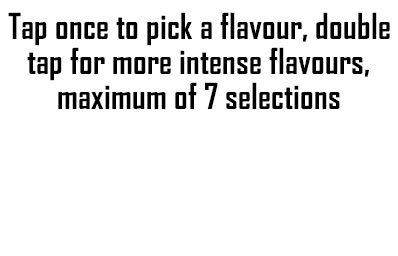 Tap once to pick a flavour, double
tap for more intense flavours,
maximum of 7 selections